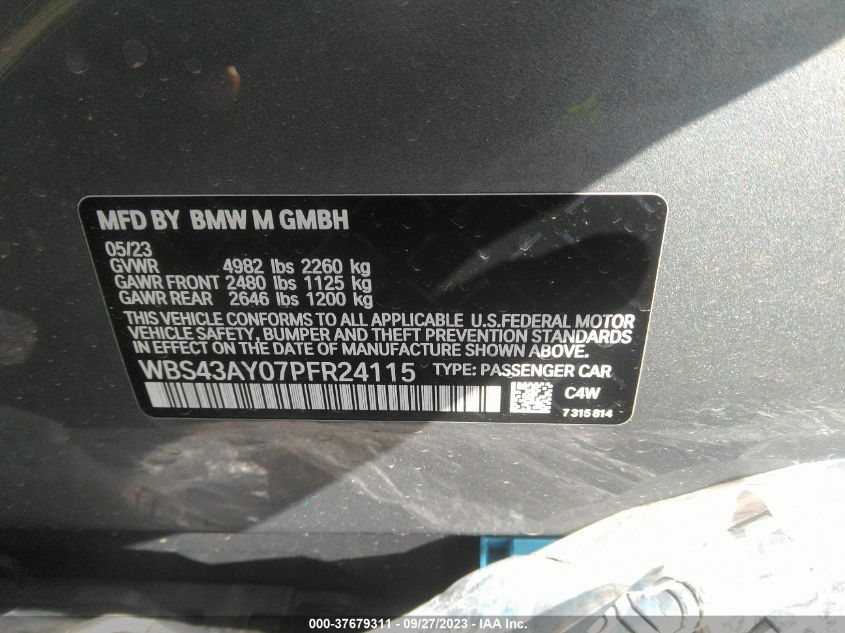 MFD BY BMW M GMBH
05/23
GVWR 4982 lbs 2260 kg
GAWR FRONT 2480 lbs 1125 kg
GAWR REAR 2646 lbs 1200 kg
THIS VEHICLE CONFORMS TO ALL APPLICABLE U.S.FEDERAL MOTOR
VEHICLE SAFETY, BUMPER AND THEFT PREVENTION STANDARDS
IN EFFECT ON THE DATE OF MANUFACTURE SHOWN ABOVE.
WBS43AY07PFR24115 TYPE: PASSENGER CAR
C4W
7 315 814
000-37679311 - 09/27/2023 - IAA Inc.